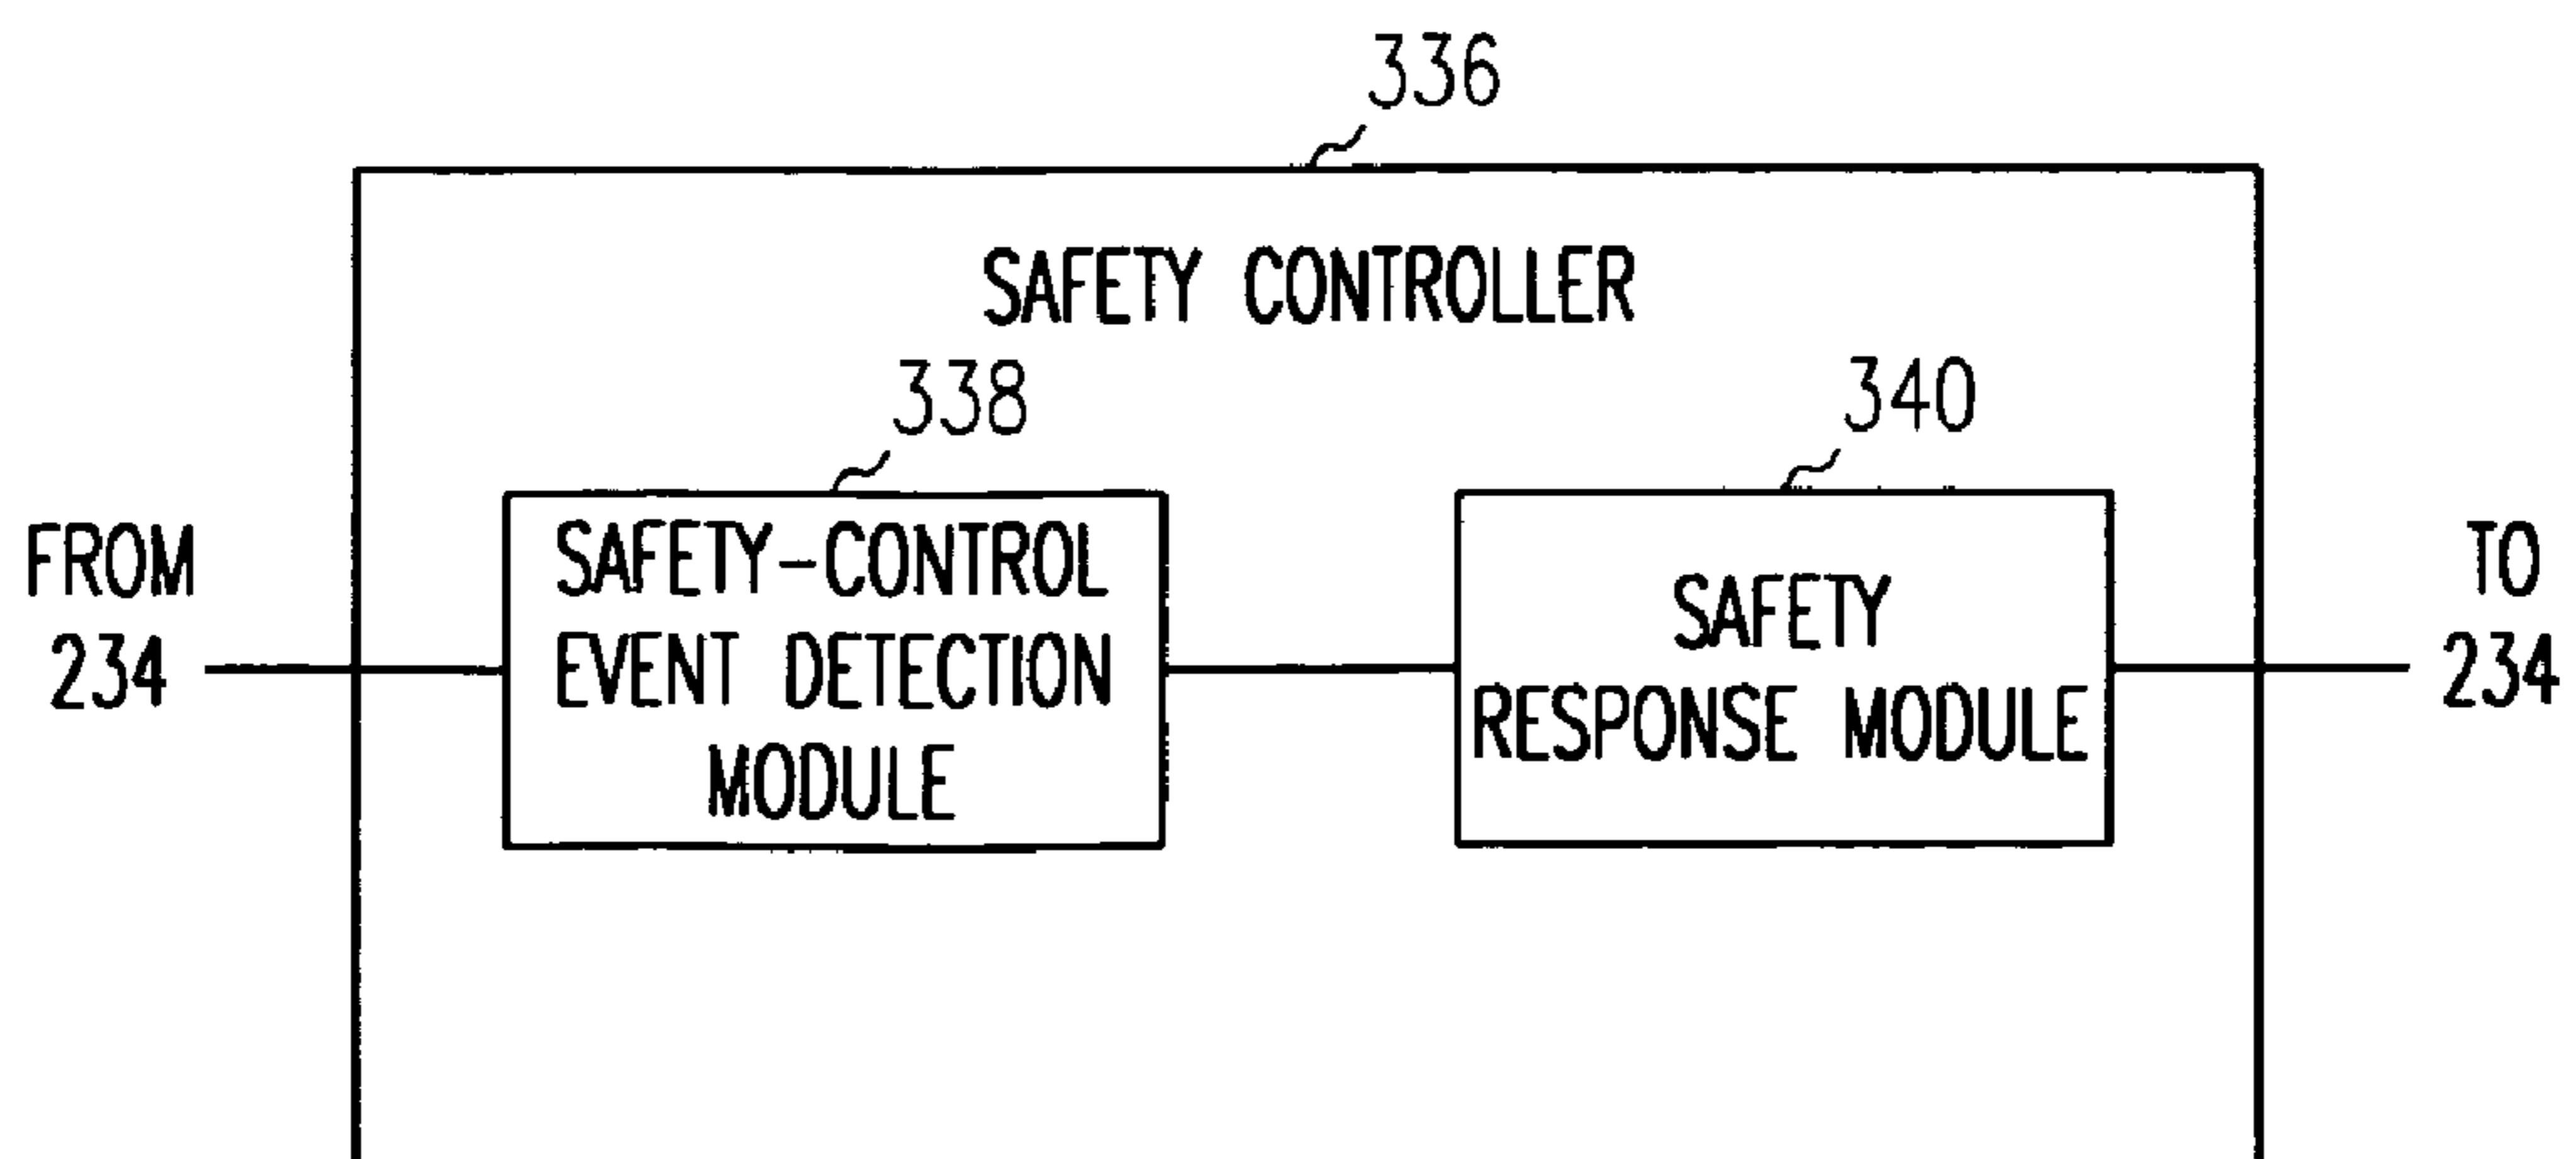 336
SAFETY CONTROLLER
338
340
FROM
234
SAFETY-CONTROL
EVENT DETECTION
MODULE
SAFETY
RESPONSE MODULE
TO
234